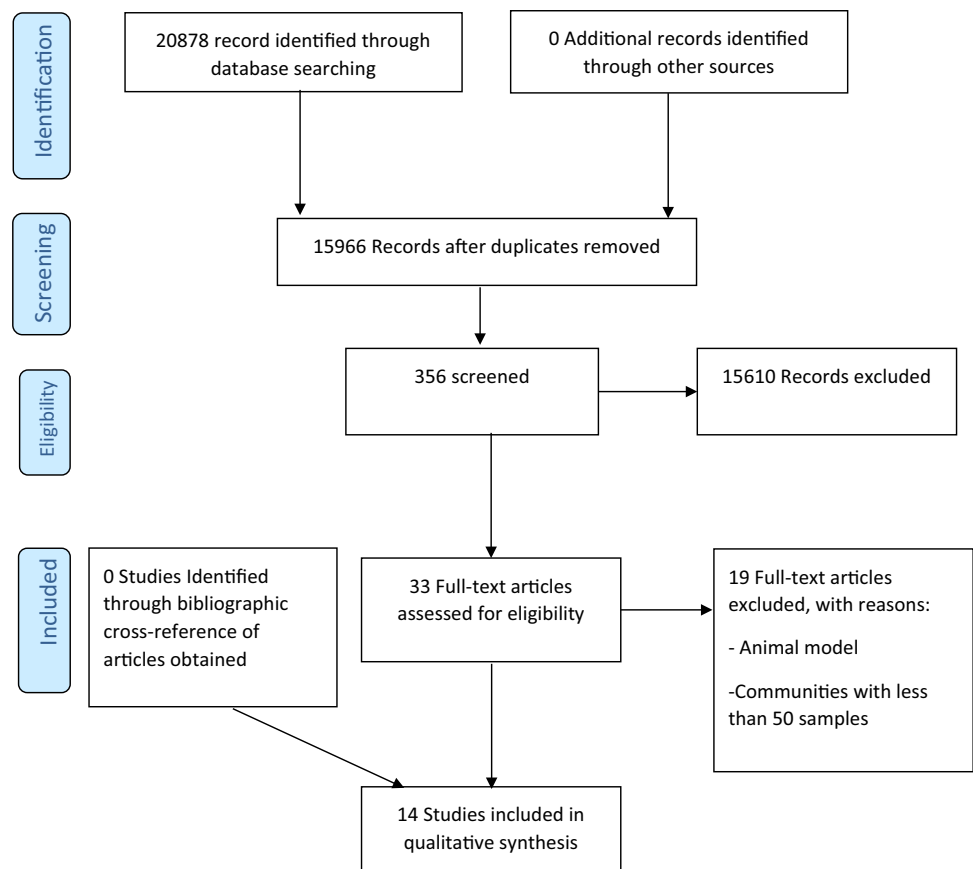 Identification
20878 record identified through
database searching
0 Additional records identified
through other sources
Screening
15966 Records after duplicates removed
Eligibility
356 screened
15610 Records excluded
Included
0 Studies Identified
through bibliographic
cross-reference of
articles obtained
33 Full-text articles
assessed for eligibility
19 Full-text articles
excluded, with reasons:
- Animal model
-Communities with less
than 50 samples
14 Studies included in
qualitative synthesis